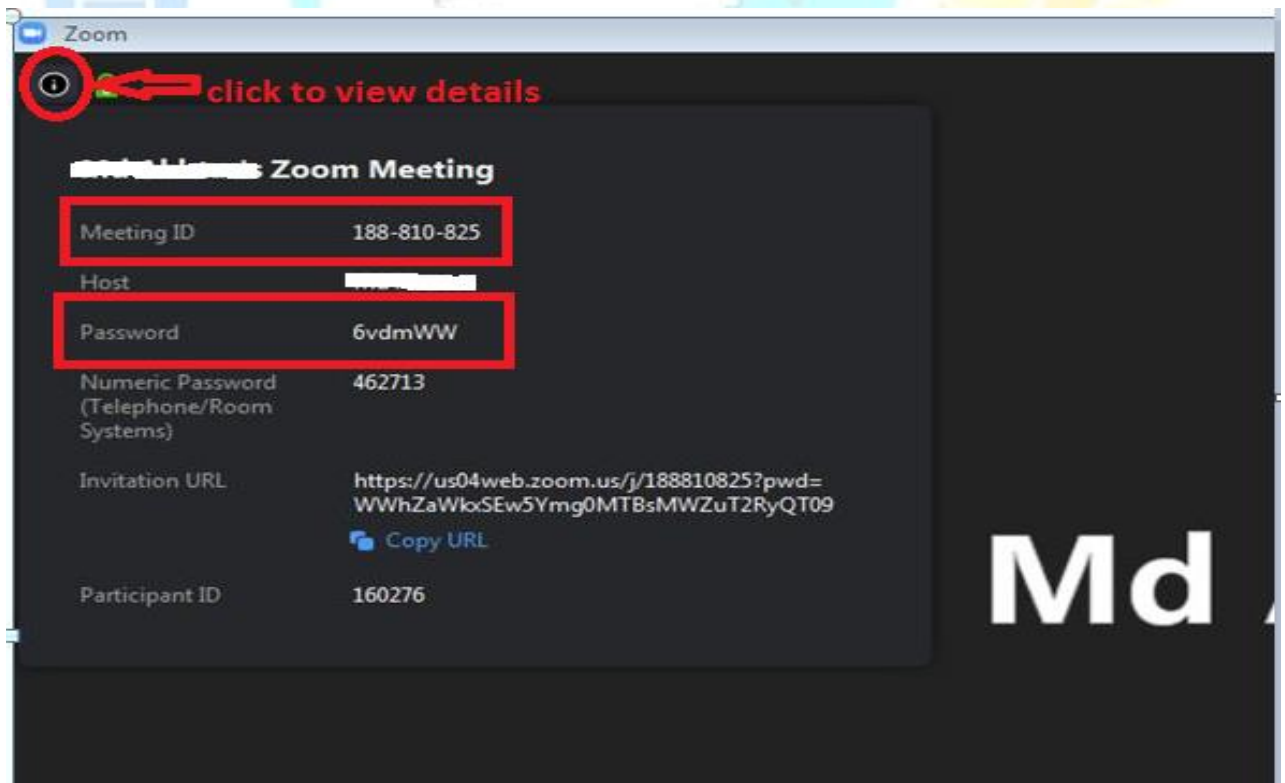 Zoom
click to view details
Zoom Meeting
Meeting ID 188-810-825
Host
Password 6vdmWW
Numeric Password 462713
(Telephone/Room
Systems)
Invitation URL https://us04web.zoom.us/j/188810825?pwd=
WWhZaWkxSEw5Ymg0MTBsMWZuT2RyQT09
Copy URL
Participant ID 160276
Md